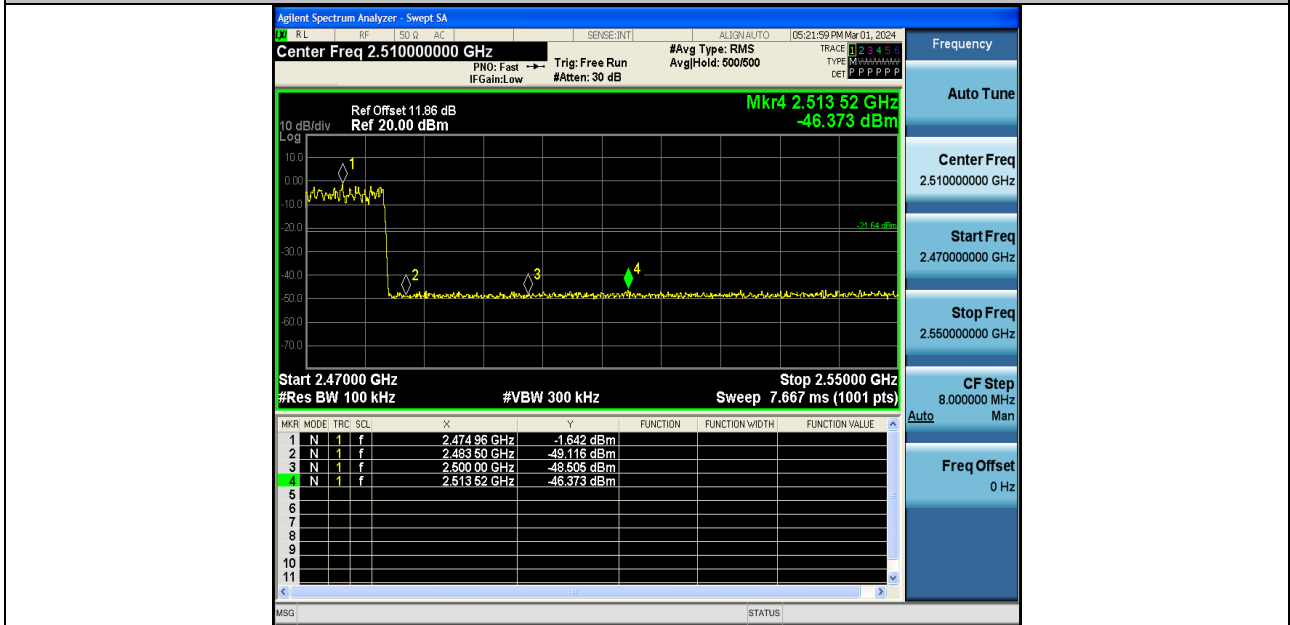 Agilent Spectrum Analyzer - Swept SA
RL RF 50 Ω AC SENSE:INT ALIGN AUTO 05:21:59 PM Mar 01, 2024
Center Freq 2.510000000 GHz
PNO: Fast
IFGain:Low
Trig: Free Run
#Atten: 30 dB
#Avg Type: RMS
Avg|Hold: 500/500
TRACE 1 2 3 4 5 6
TYPE M
DET P P P P P P
Mkr4 2.513 52 GHz
-46.373 dBm
Ref Offset 11.86 dB
10 dB/div Ref 20.00 dBm
Log
10.0
0.00
-10.0
-20.0
-30.0
-40.0
-50.0
-60.0
-70.0
1
2
3
4
-21.64 dBm
Start 2.47000 GHz Stop 2.55000 GHz
#Res BW 100 kHz #VBW 300 kHz Sweep 7.667 ms (1001 pts)
MKR MODE TRC SCL X Y FUNCTION FUNCTION WIDTH FUNCTION VALUE
1 N 1 f 2.474 96 GHz -1.642 dBm
2 N 1 f 2.483 50 GHz -49.116 dBm
3 N 1 f 2.500 00 GHz -48.505 dBm
4 N 1 f 2.513 52 GHz -46.373 dBm
5
6
7
8
9
10
11
MSG STATUS
Frequency
Auto Tune
Center Freq
2.510000000 GHz
Start Freq
2.470000000 GHz
Stop Freq
2.550000000 GHz
CF Step
8.000000 MHz
Auto Man
Freq Offset
0 Hz